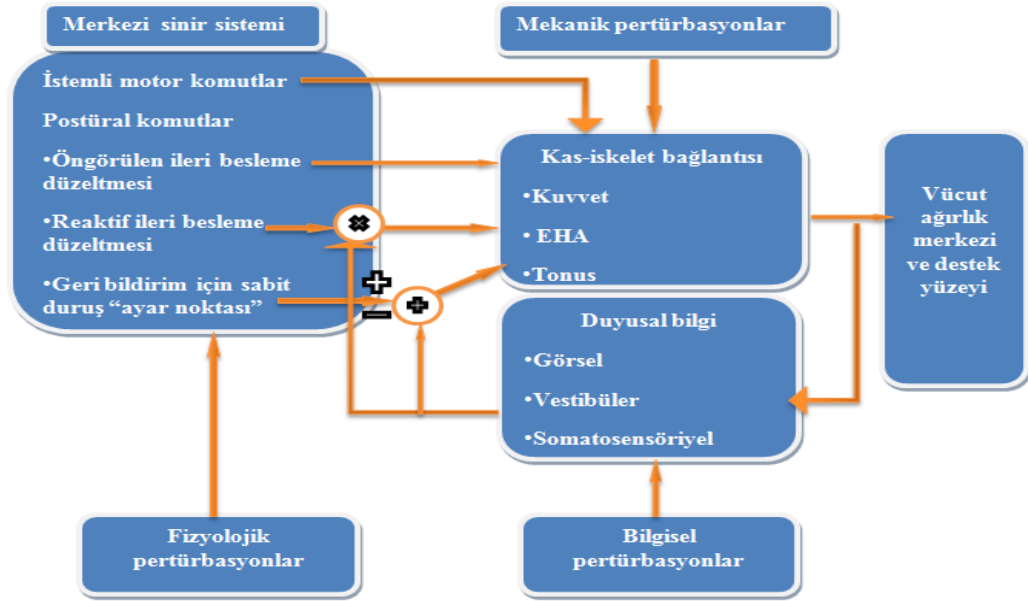 Merkezi sinir sistemi
Mekanik pertürbasyonlar
İstemli motor komutlar
Postüral komutlar
•Öngörülen ileri besleme
düzeltmesi
•Reaktif ileri besleme
düzeltmesi
•Geri bildirim için sabit
duruş “ayar noktası”
Kas-iskelet bağlantısı
•Kuvvet
• EHA
•Tonus
Duyusal bilgi
•Görsel
•Vestibüler
•Somatosensöriyel
Vücut
ağırlık
merkezi
ve destek
yüzeyi
Fizyolojik
pertürbasyonlar
Bilgisel
pertürbasyonlar